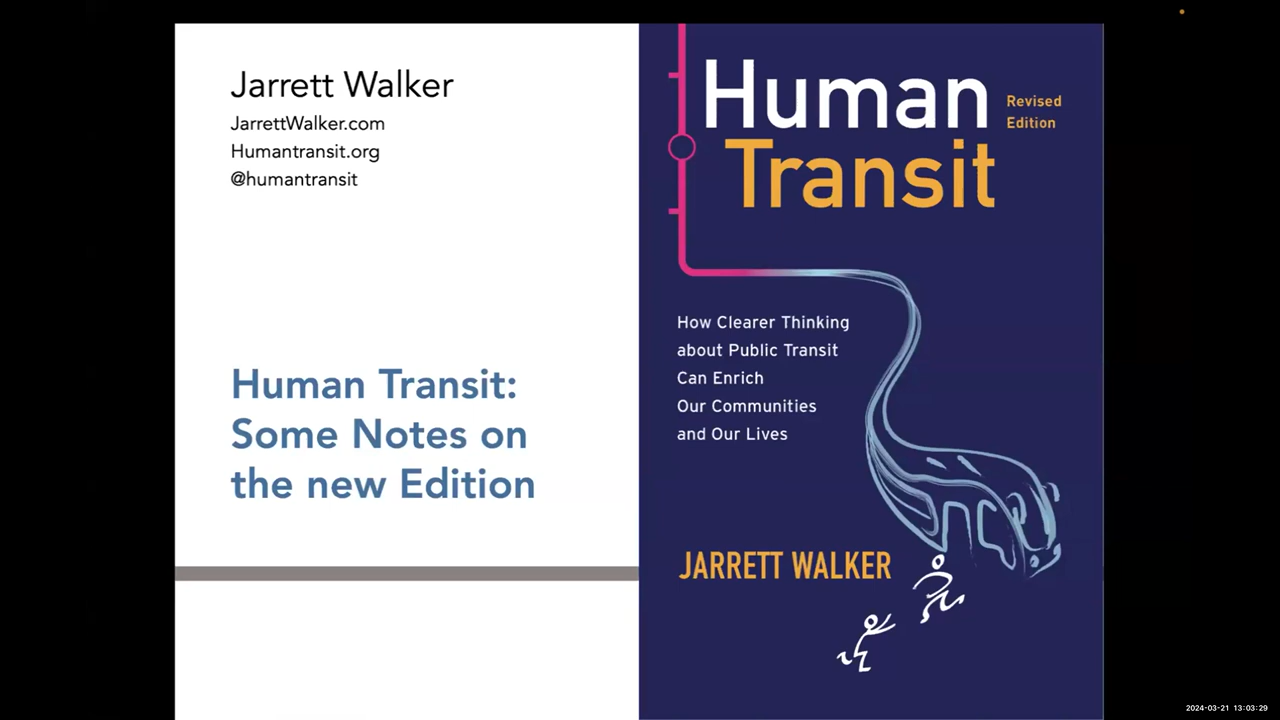 Jarrett Walker
JarrettWalker.com
Humantransit.org
@humantransit
Human Transit:
Some Notes on
the new Edition
Human
Transit
Revised
Edition
How Clearer Thinking
about Public Transit
Can Enrich
Our Communities
and Our Lives
JARRETT WALKER
2024-03-21 13:03:29